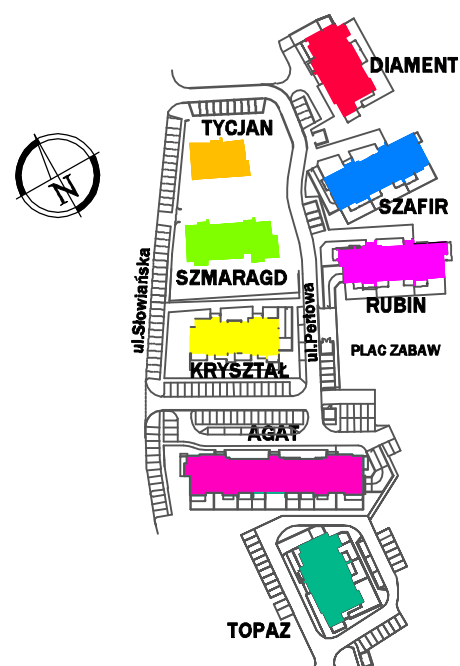 DIAMENT
TYCJAN
N
SZAFIR
ul.Słowiańska
SZMARAGD
ul.Perłowa
RUBIN
PLAC ZABAW
KRYSZTAŁ
AGAT
TOPAZ